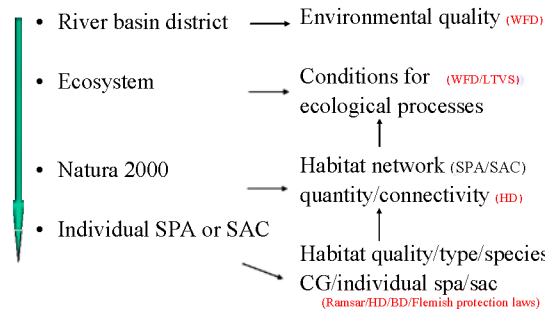 • River basin district
Environmental quality (WFD)
• Ecosystem
Conditions for (WFD/LTVS)
ecological processes
• Natura 2000
Habitat network (SPA/SAC)
quantity/connectivity (HD)
• Individual SPA or SAC
Habitat quality/type/species
CG/individual spa/sac
(Ramsar/HD/BD/Flemish protection laws)